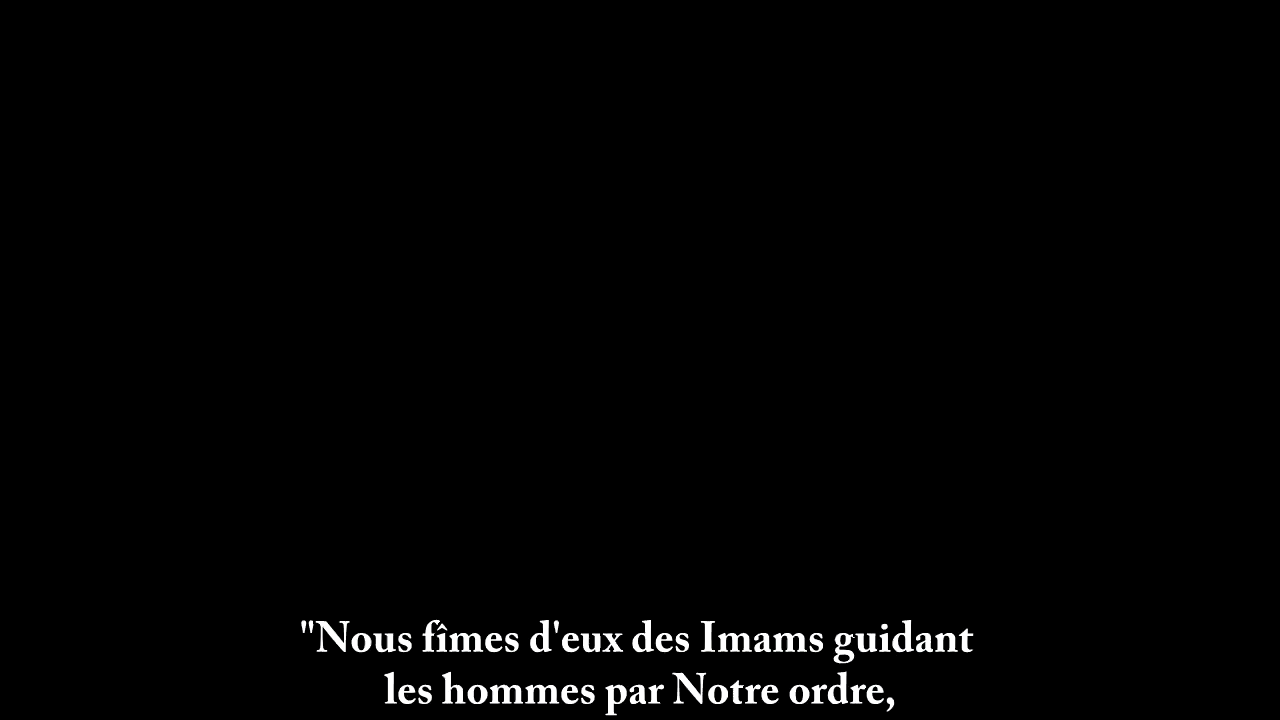 "Nous fîmes d'eux des Imams guidant
les hommes par Notre ordre,